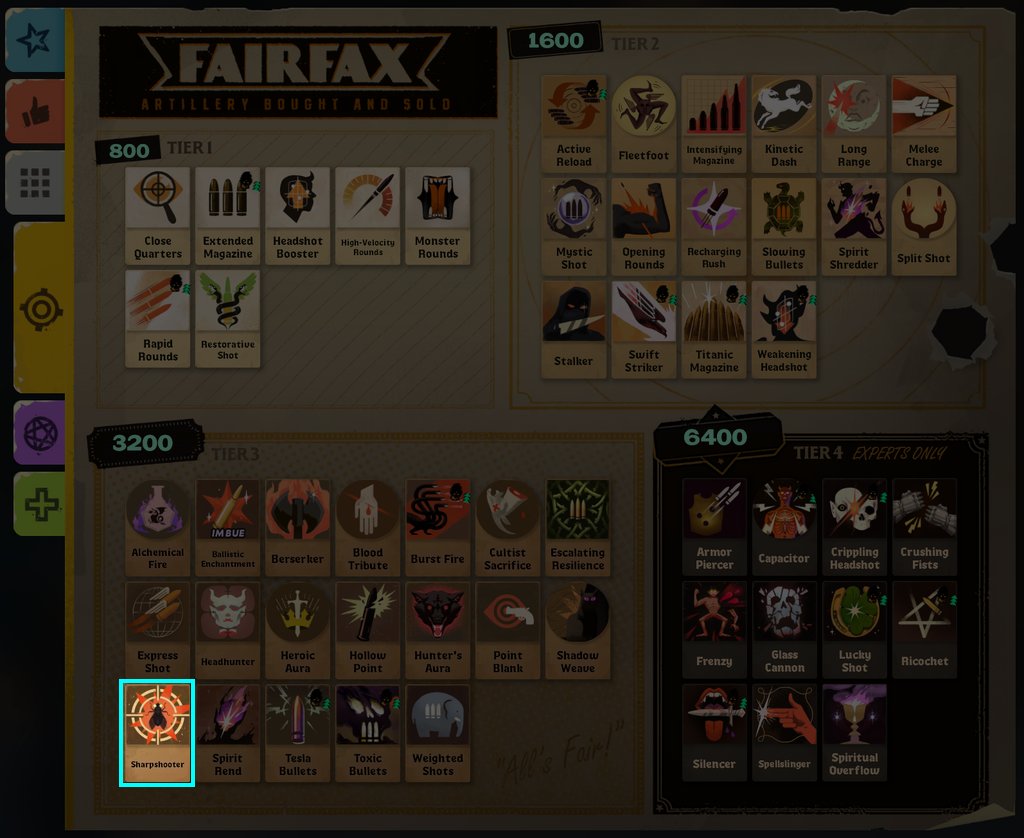 FAIRFAX
ARTILLERY BOUGHT AND SOLD
800 TIER 1
Close Quarters
Extended Magazine
Headshot Booster
High-Velocity Rounds
Monster Rounds
Rapid Rounds
Restorative Shot
1600 TIER 2
Active Reload
Fleetfoot
Intensifying Magazine
Kinetic Dash
Long Range
Melee Charge
Mystic Shot
Opening Rounds
Recharging Rush
Slowing Bullets
Spirit Shredder
Split Shot
Stalker
Swift Striker
Titanic Magazine
Weakening Headshot
3200 TIER 3
Alchemical Fire
IMBUE
Ballistic Enchantment
Berserker
Blood Tribute
Burst Fire
Cultist Sacrifice
Escalating Resilience
Express Shot
Headhunter
Heroic Aura
Hollow Point
Hunter's Aura
Point Blank
Shadow Weave
Sharpshooter
Spirit Rend
Tesla Bullets
Toxic Bullets
Weighted Shots
"All's Fair!"
6400 TIER 4 EXPERTS ONLY
Armor Piercer
Capacitor
Crippling Headshot
Crushing Fists
Frenzy
Glass Cannon
Lucky Shot
Ricochet
Silencer
Spellslinger
Spiritual Overflow